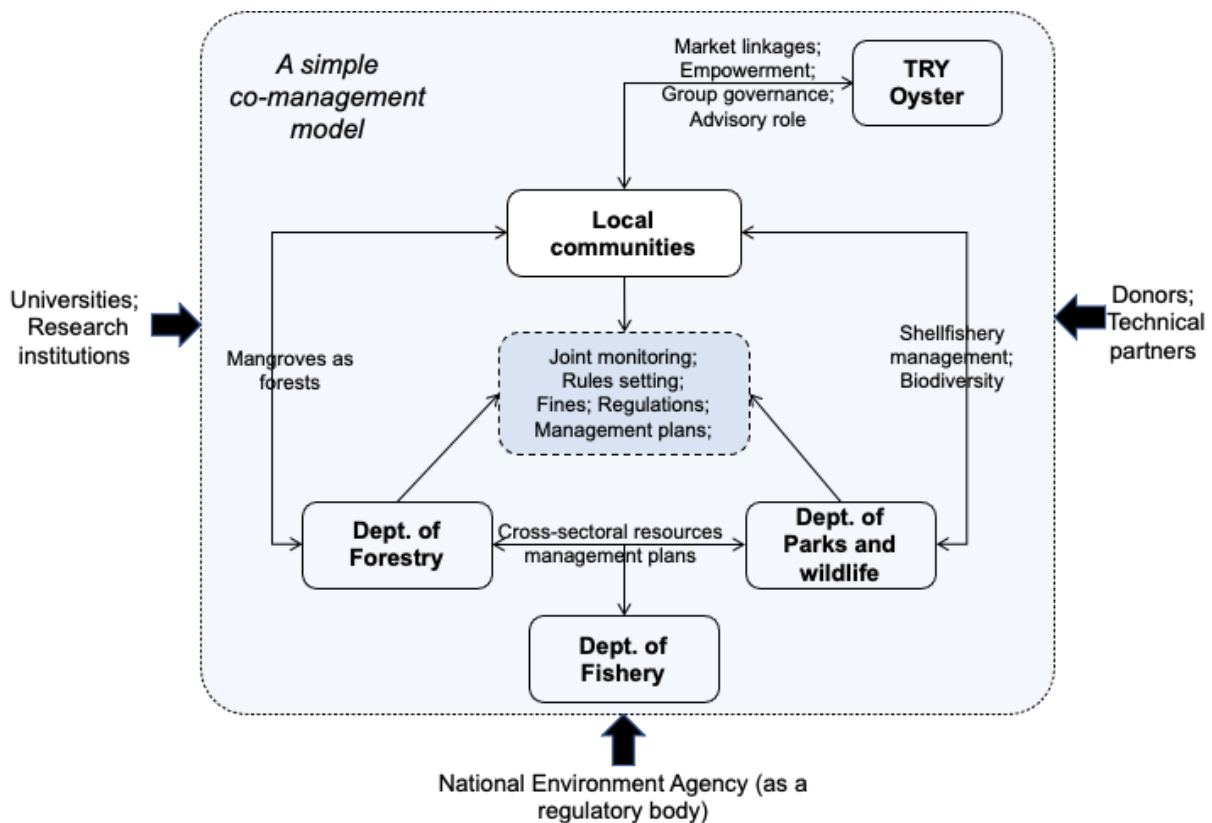 A simple
co-management
model
Market linkages;
Empowerment;
Group governance;
Advisory role
TRY
Oyster
Local
communities
Universities;
Research
institutions
Donors;
Technical
partners
Mangroves as
forests
Joint monitoring;
Rules setting;
Fines; Regulations;
Management plans;
Shellfishery
management;
Biodiversity
Dept. of
Forestry
Cross-sectoral resources
management plans
Dept. of
Parks and
wildlife
Dept. of
Fishery
National Environment Agency (as a
regulatory body)